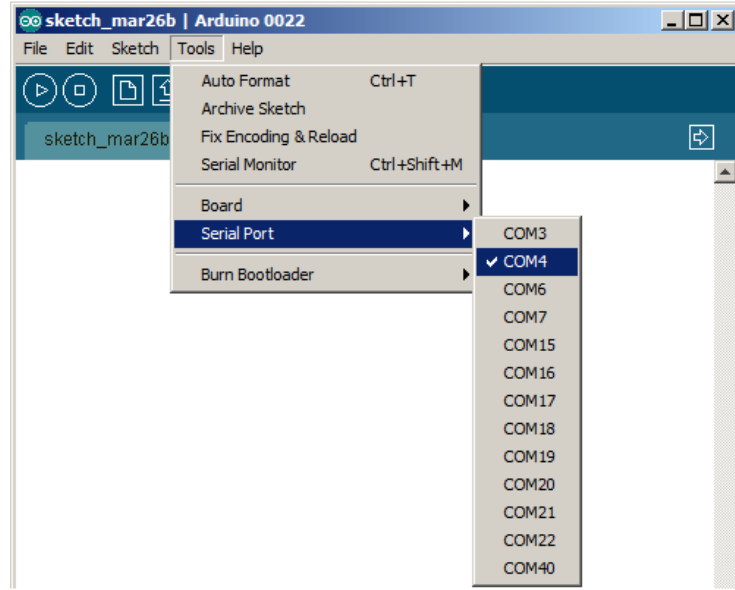 sketch_mar26b | Arduino 0022
File Edit Sketch Tools Help
sketch_mar26b
Auto Format Ctrl+T
Archive Sketch
Fix Encoding & Reload
Serial Monitor Ctrl+Shift+M
Board
Serial Port
Burn Bootloader
COM3
COM4
COM6
COM7
COM15
COM16
COM17
COM18
COM19
COM20
COM21
COM22
COM40